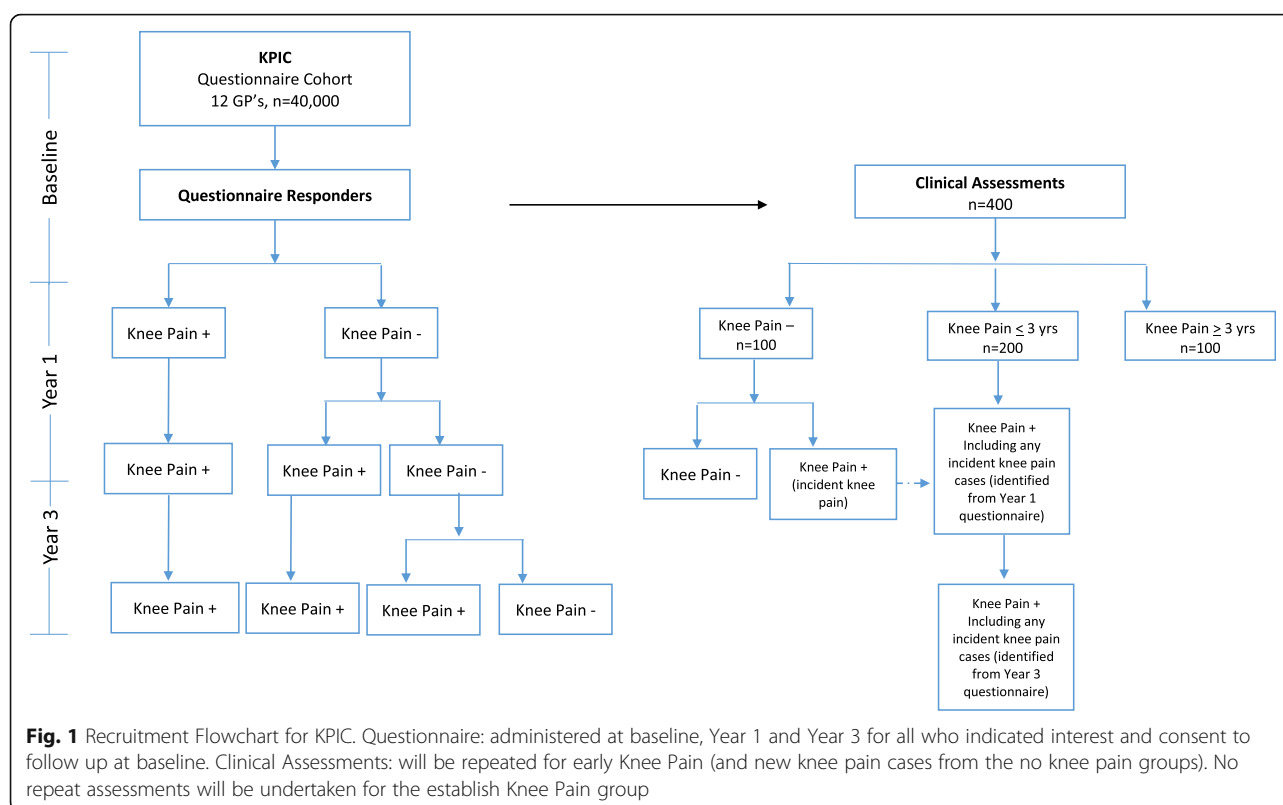 KPIC
Questionnaire Cohort
12 GP's, n=40,000
Baseline
Questionnaire Responders
Clinical Assessments
n=400
Year 1
Knee Pain +
Knee Pain -
Knee Pain –
n=100
Knee Pain ≤ 3 yrs
n=200
Knee Pain ≥ 3 yrs
n=100
Knee Pain +
Knee Pain +
Knee Pain -
Knee Pain -
Knee Pain +
(incident knee
pain)
Knee Pain +
Including any
incident knee pain
cases (identified
from Year 1
questionnaire)
Year 3
Knee Pain +
Knee Pain +
Knee Pain +
Knee Pain -
Knee Pain +
Including any
incident knee pain
cases (identified
from Year 3
questionnaire)
Fig. 1 Recruitment Flowchart for KPIC. Questionnaire: administered at baseline, Year 1 and Year 3 for all who indicated interest and consent to
follow up at baseline. Clinical Assessments: will be repeated for early Knee Pain (and new knee pain cases from the no knee pain groups). No
repeat assessments will be undertaken for the establish Knee Pain group